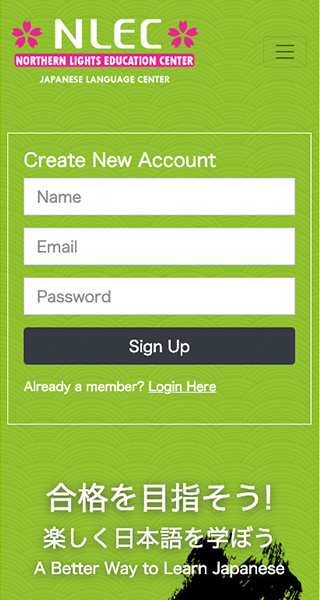 NLEC
NORTHERN LIGHTS EDUCATION CENTER
JAPANESE LANGUAGE CENTER
Create New Account
Name
Email
Password
Sign Up
Already a member? Login Here
合格を目指そう!
楽しく日本語を学ぼう
A Better Way to Learn Japanese